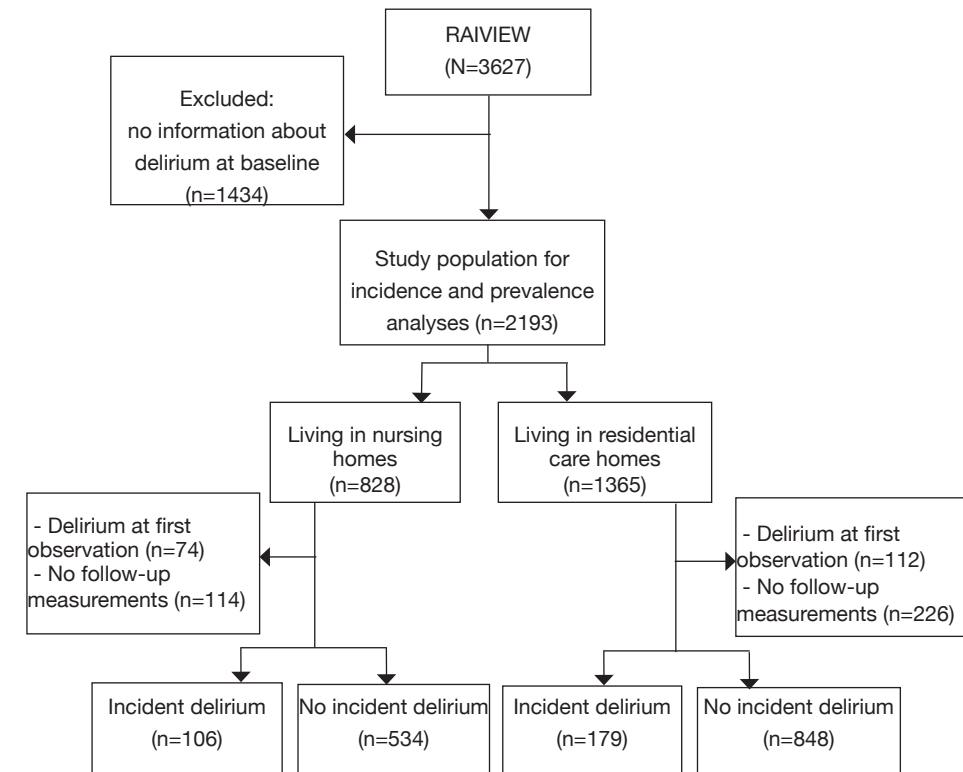 RAIVIEW
(N=3627)
Excluded:
no information about
delirium at baseline
(n=1434)
Study population for
incidence and prevalence
analyses (n=2193)
Living in nursing
homes
(n=828)
Living in residential
care homes
(n=1365)
- Delirium at first
observation (n=74)
- No follow-up
measurements (n=114)
- Delirium at first
observation (n=112)
- No follow-up
measurements (n=226)
Incident delirium
(n=106)
No incident delirium
(n=534)
Incident delirium
(n=179)
No incident delirium
(n=848)